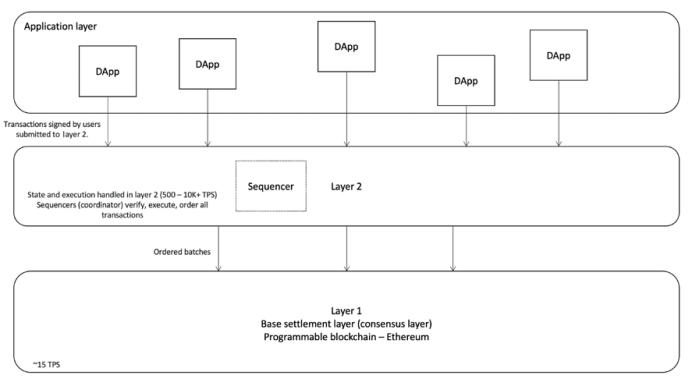 Application layer
DApp
DApp
DApp
DApp
DApp
Transactions signed by users
submitted to layer 2.
Sequencer
Layer 2
State and execution handled in layer 2 (500 – 10K+ TPS)
Sequencers (coordinator) verify, execute, order all
transactions
Ordered batches
Layer 1
Base settlement layer (consensus layer)
Programmable blockchain – Ethereum
~15 TPS